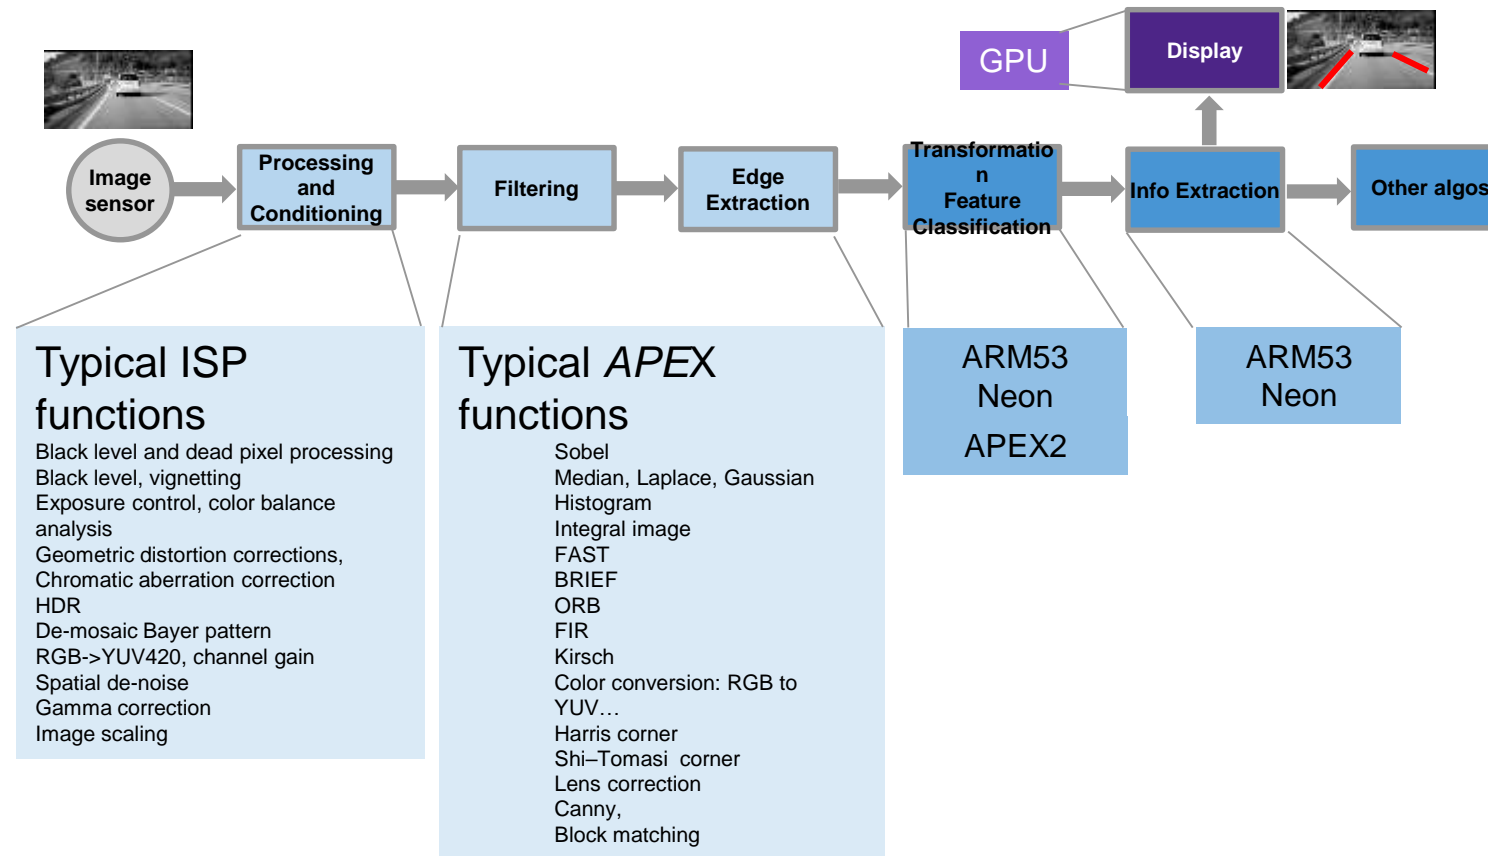 GPU
Display
Image
sensor
Processing
and
Conditioning
Filtering
Edge
Extraction
Transformatio
n
Feature
Classification
Info Extraction
Other algos
Typical ISP
functions
Black level and dead pixel processing
Black level, vignetting
Exposure control, color balance
analysis
Geometric distortion corrections,
Chromatic aberration correction
HDR
De-mosaic Bayer pattern
RGB->YUV420, channel gain
Spatial de-noise
Gamma correction
Image scaling
Typical APEX
functions
Sobel
Median, Laplace, Gaussian
Histogram
Integral image
FAST
BRIEF
ORB
FIR
Kirsch
Color conversion: RGB to
YUV…
Harris corner
Shi–Tomasi  corner
Lens correction
Canny,
Block matching
ARM53
Neon
APEX2
ARM53
Neon